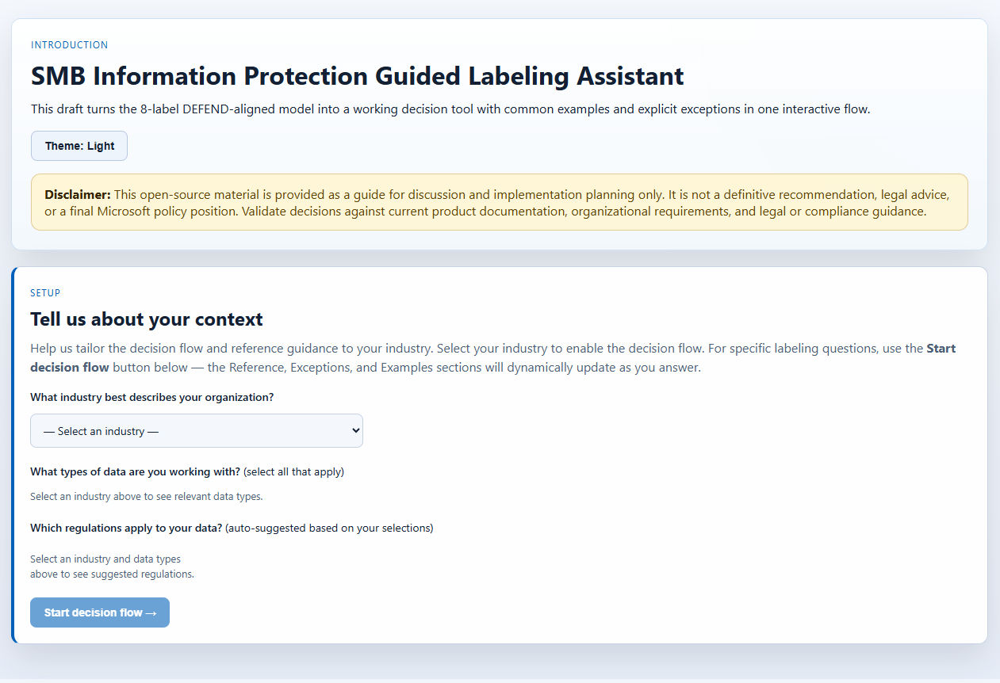 INTRODUCTION
SMB Information Protection Guided Labeling Assistant
This draft turns the 8-label DEFEND-aligned model into a working decision tool with common examples and explicit exceptions in one interactive flow.
Theme: Light
Disclaimer: This open-source material is provided as a guide for discussion and implementation planning only. It is not a definitive recommendation, legal advice,
or a final Microsoft policy position. Validate decisions against current product documentation, organizational requirements, and legal or compliance guidance.
SETUP
Tell us about your context
Help us tailor the decision flow and reference guidance to your industry. Select your industry to enable the decision flow. For specific labeling questions, use the Start
decision flow button below — the Reference, Exceptions, and Examples sections will dynamically update as you answer.
What industry best describes your organization?
— Select an industry —
What types of data are you working with? (select all that apply)
Select an industry above to see relevant data types.
Which regulations apply to your data? (auto-suggested based on your selections)
Select an industry and data types
above to see suggested regulations.
Start decision flow →